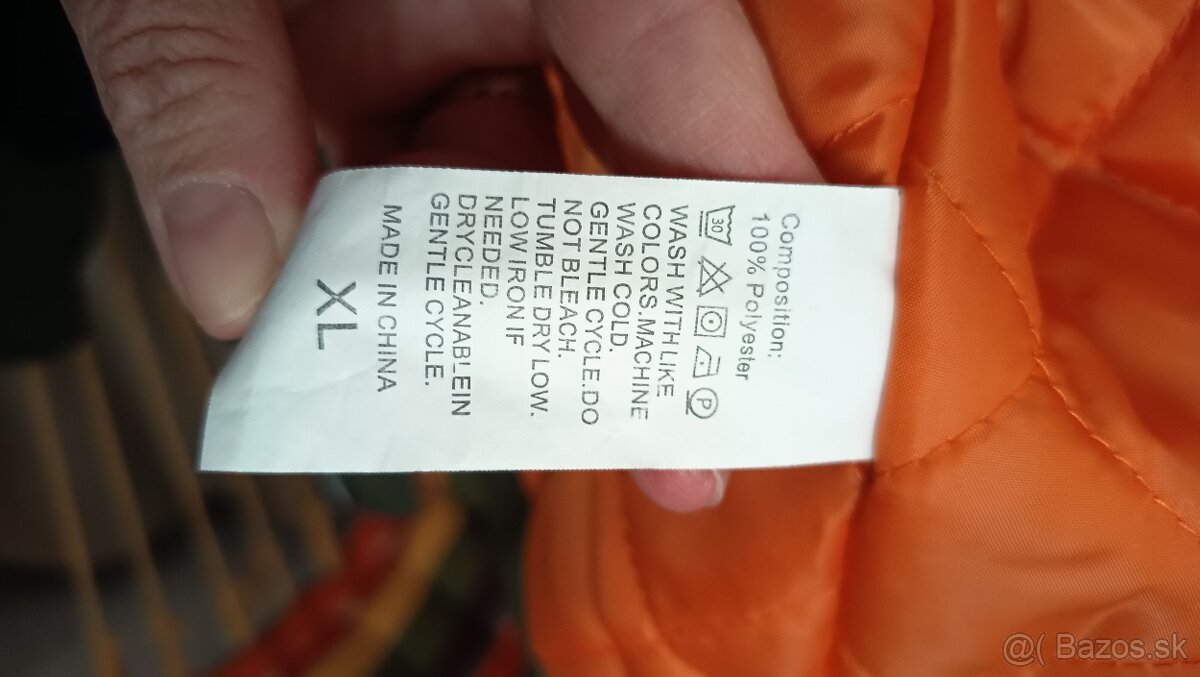 Composition:
100% Polyester
30 P
WASH WITH LIKE
COLORS.MACHINE
WASH COLD.
GENTLE CYCLE.DO
NOT BLEACH.
TUMBLE DRY LOW.
LOW IRON IF
NEEDED.
DRYCLEANABLEIN
GENTLE CYCLE.
MADE IN CHINA
XL
@( Bazos.sk